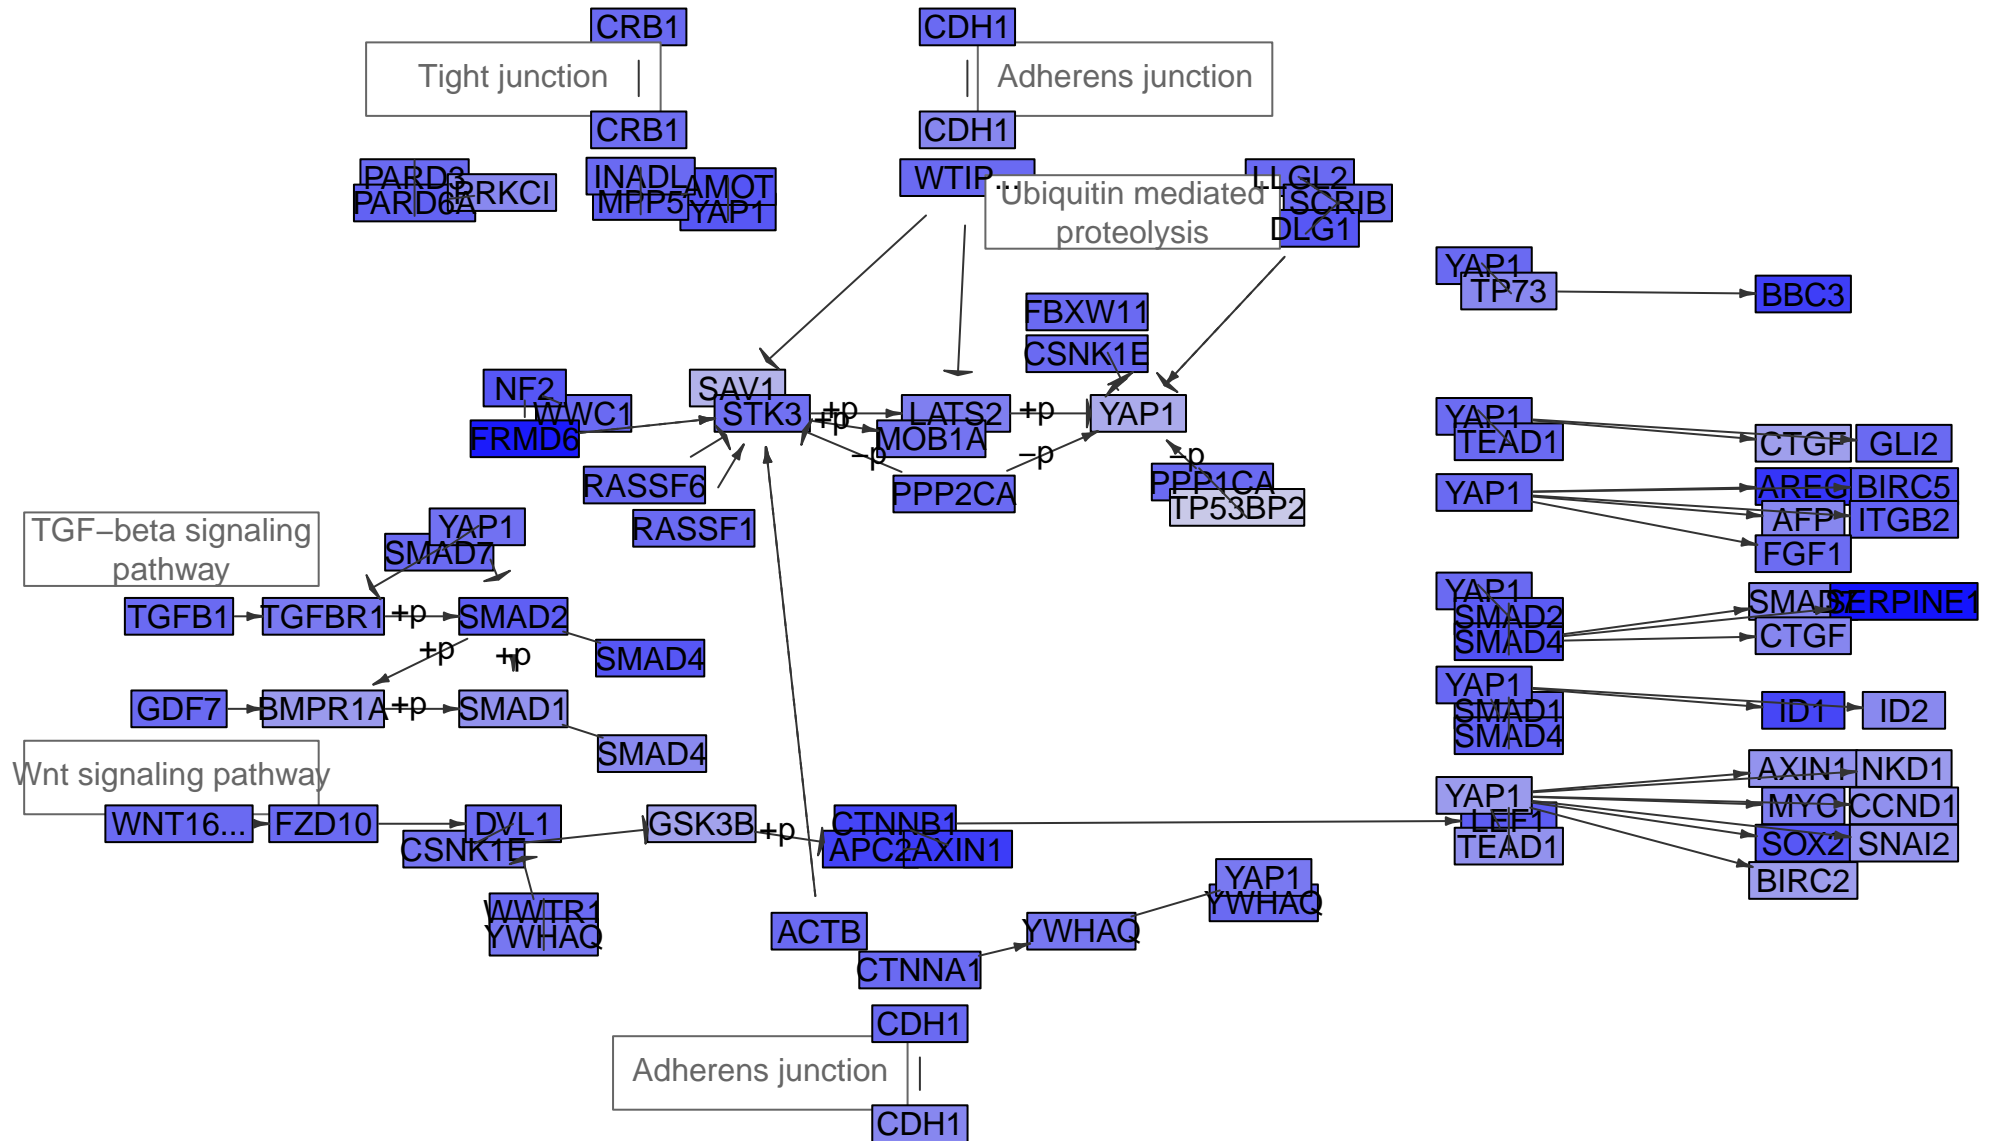 CRB1
CDH1
Tight junction
Adherens junction
CRB1
CDH1
PARD3
PRKCI
PARD6A
INADL
AMOT
MPP5
YAP1
WTIP...
LLGL2
SCRIB
DLG1
Ubiquitin mediated
proteolysis
YAP1
TP73
BBC3
FBXW11
CSNK1E
NF2
WWC1
FRMD6
SAV1
STK3
+p
+p
LATS2
MOB1A
+p
YAP1
–p
–p
–p
RASSF6
RASSF1
PPP2CA
PPP1CA
TP53BP2
YAP1
TEAD1
CTGF
GLI2
YAP1
AREG
BIRC5
AFP
ITGB2
FGF1
TGF–beta signaling
pathway
YAP1
SMAD7
TGFB1
TGFBR1
+p
SMAD2
+p
+p
SMAD4
GDF7
BMPR1A
+p
SMAD1
SMAD4
YAP1
SMAD2
SMAD4
SMAD7
SERPINE1
CTGF
YAP1
SMAD1
SMAD4
ID1
ID2
Wnt signaling pathway
WNT16...
FZD10
DVL1
CSNK1E
GSK3B
+p
CTNNB1
APC2
AXIN1
YAP1
LEF1
TEAD1
AXIN1
NKD1
MYC
CCND1
SOX2
SNAI2
BIRC2
WWTR1
YWHAQ
ACTB
CTNNA1
YWHAQ
YAP1
YWHAQ
CDH1
Adherens junction
CDH1